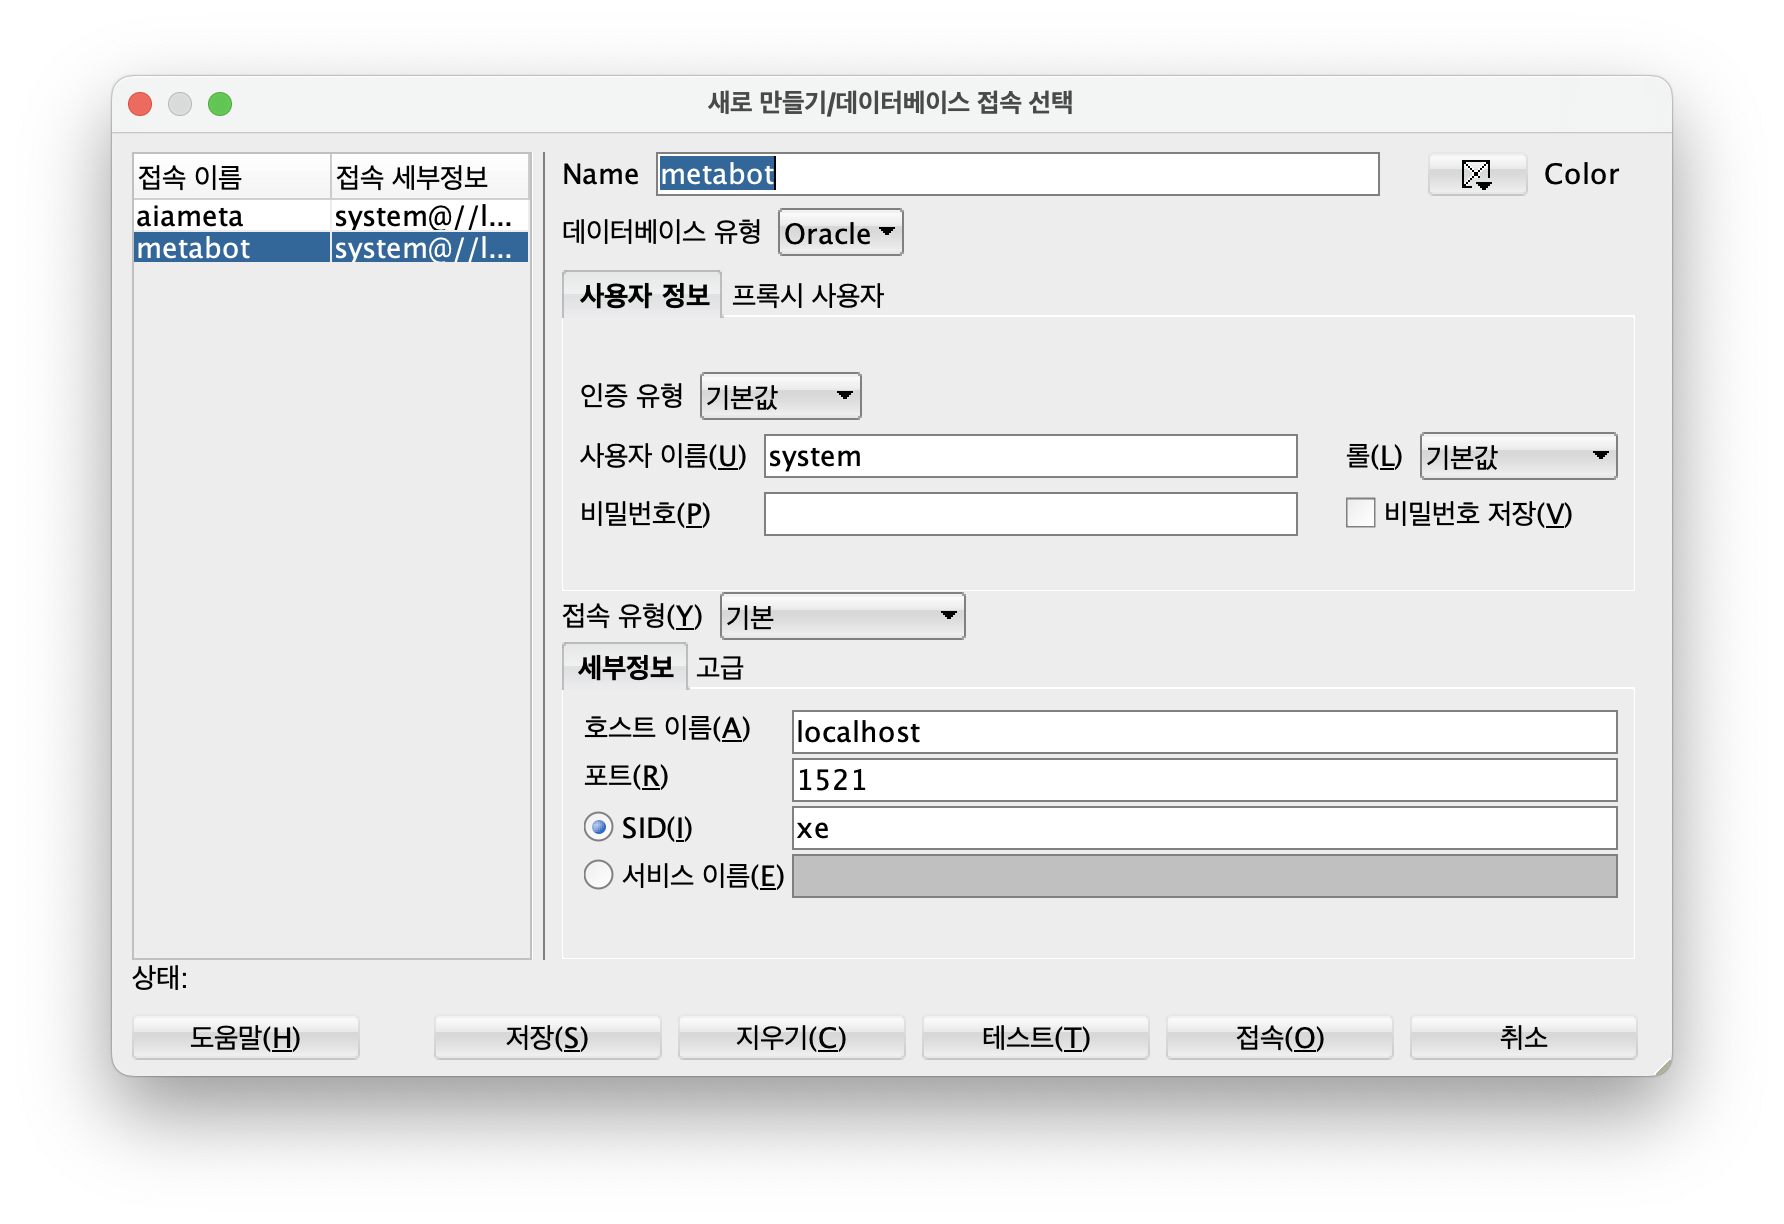 새로 만들기/데이터베이스 접속 선택
접속 이름 접속 세부정보
aiameta system@//l...
metabot system@//l...
Name metabot Color
데이터베이스 유형 Oracle
사용자 정보 프록시 사용자
인증 유형 기본값
사용자 이름(U) system 롤(L) 기본값
비밀번호(P) 비밀번호 저장(V)
접속 유형(Y) 기본
세부정보 고급
호스트 이름(A) localhost
포트(R) 1521
SID(I) xe
서비스 이름(E)
상태:
도움말(H) 저장(S) 지우기(C) 테스트(T) 접속(O) 취소